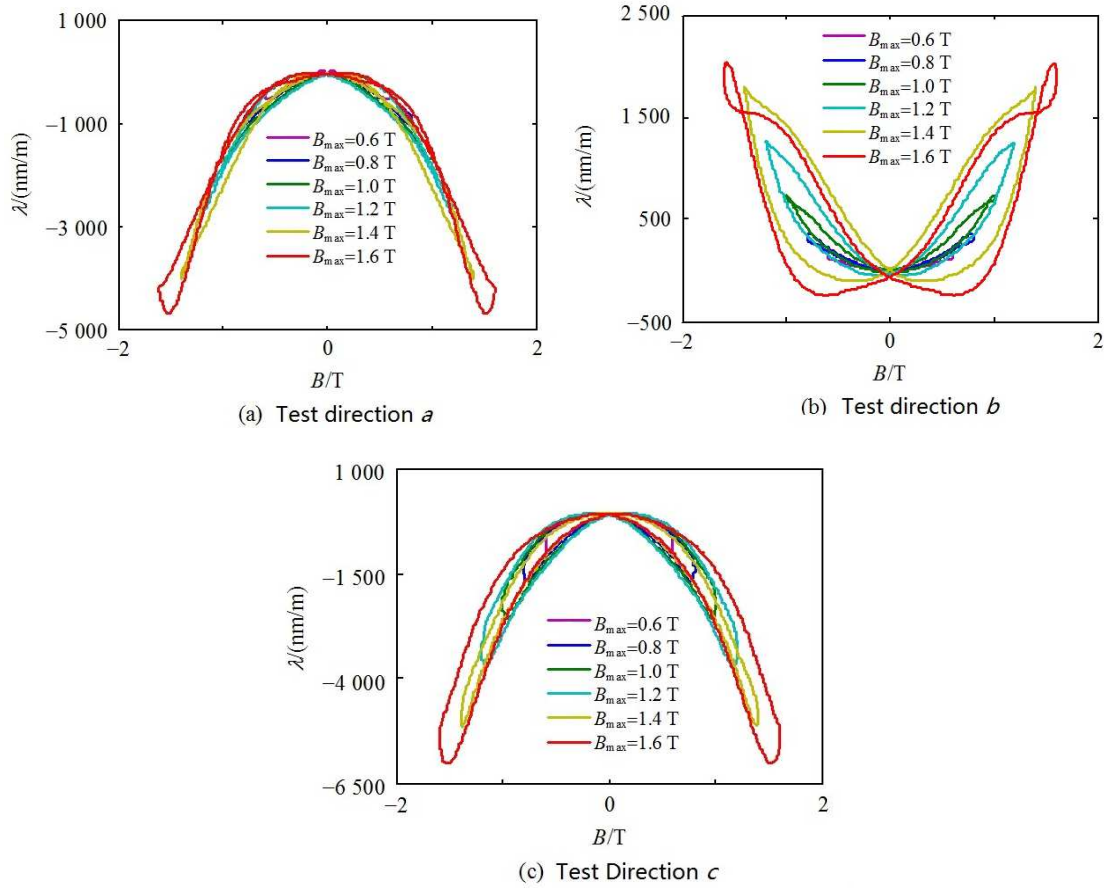 1 000
−1 000
−3 000
−5 000
λ/(nm/m)
Bmax=0.6 T
Bmax=0.8 T
Bmax=1.0 T
Bmax=1.2 T
Bmax=1.4 T
Bmax=1.6 T
−2
0
2
B/T
(a) Test direction a
2 500
1 500
500
−500
λ/(nm/m)
Bmax=0.6 T
Bmax=0.8 T
Bmax=1.0 T
Bmax=1.2 T
Bmax=1.4 T
Bmax=1.6 T
−2
0
2
B/T
(b) Test direction b
1 000
−1 500
−4 000
−6 500
λ/(nm/m)
Bmax=0.6 T
Bmax=0.8 T
Bmax=1.0 T
Bmax=1.2 T
Bmax=1.4 T
Bmax=1.6 T
−2
0
2
B/T
(c) Test Direction c